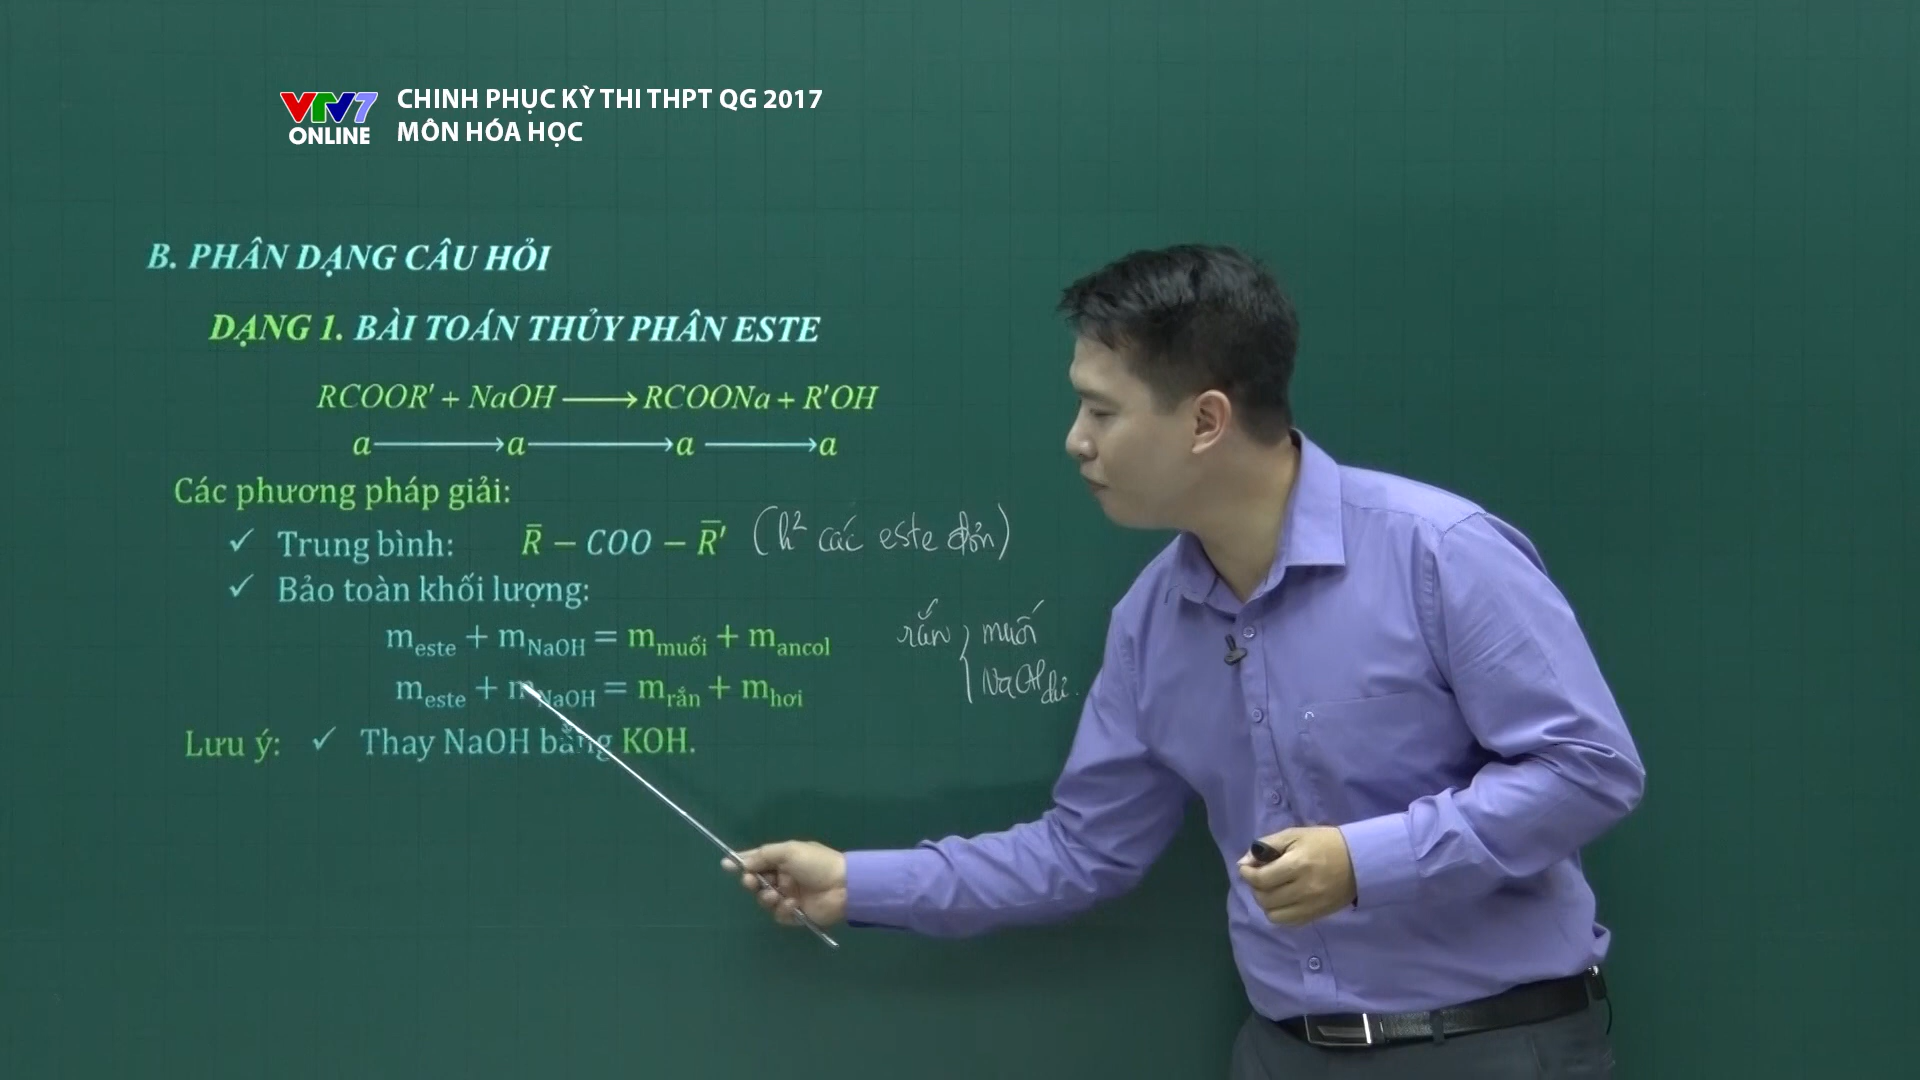 VTV7 ONLINE
CHINH PHỤC KỲ THI THPT QG 2017
MÔN HÓA HỌC
B. PHÂN DẠNG CÂU HỎI
DẠNG 1. BÀI TOÁN THỦY PHÂN ESTE
RCOOR' + NaOH ⟶ RCOONa + R'OH
a ⟶ a ⟶ a ⟶ a
Các phương pháp giải:
✓ Trung bình: R̄ – COO – R̄' (h² các este đơn)
✓ Bảo toàn khối lượng:
m_este + m_NaOH = m_muối + m_ancol
rắn { muối
m_este + m_NaOH = m_rắn + m_hơi
NaOH dư.
Lưu ý: ✓ Thay NaOH bằng KOH.